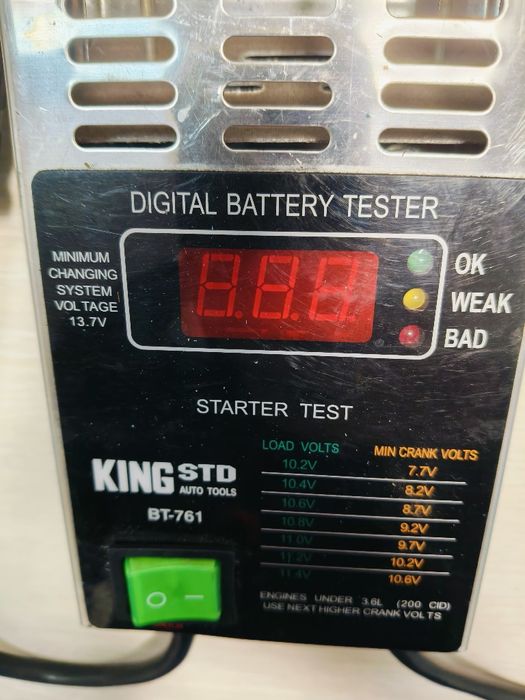 DIGITAL BATTERY TESTER
MINIMUM
CHANGING
SYSTEM
VOLTAGE
13.7V
OK
WEAK
BAD
STARTER TEST
LOAD VOLTS MIN CRANK VOLTS
10.2V 7.7V
10.4V 8.2V
10.6V 8.7V
10.8V 9.2V
11.0V 9.7V
11.2V 10.2V
11.4V 10.6V
KING STD
AUTO TOOLS
BT-761
ENGINES UNDER 3.6L (200 CID)
USE NEXT HIGHER CRANK VOLTS